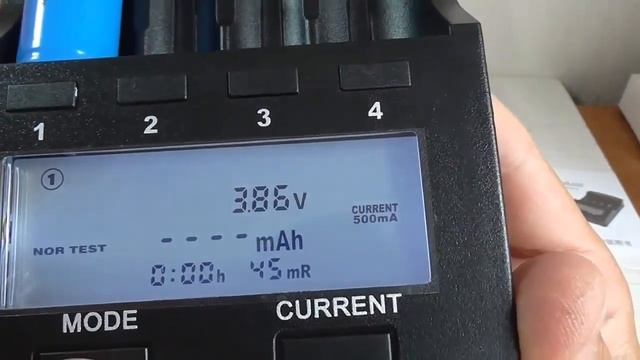 1 2 3 4
①
3.86V
CURRENT
500mA
NOR TEST
- - - - mAh
0:00h 45mR
MODE CURRENT